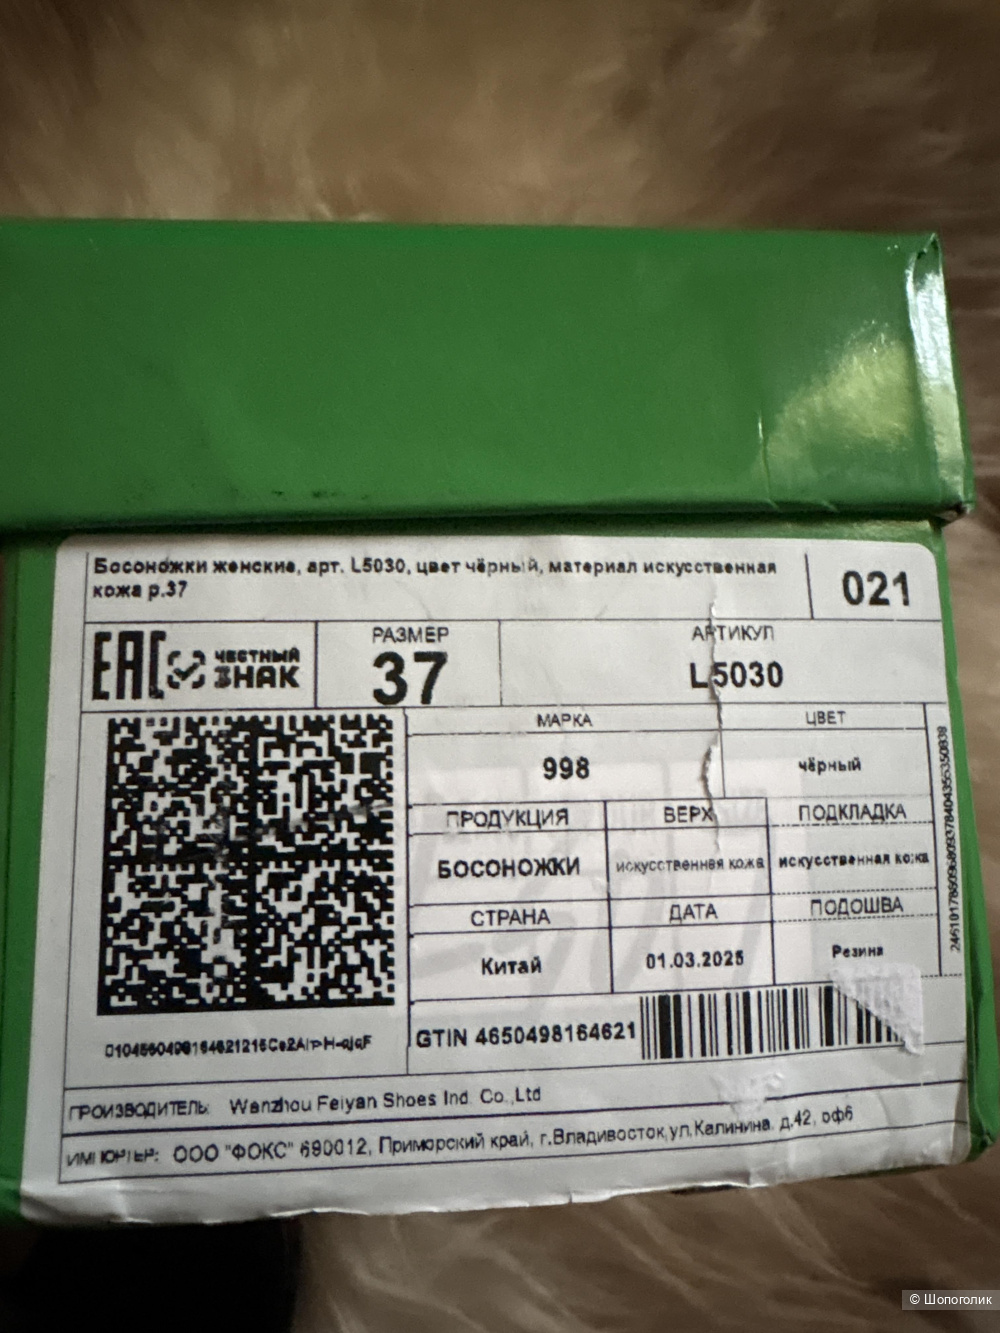 Босоножки женские, арт. L5030, цвет чёрный, материал искусственная
кожа р.37
021
EAC
ЧЕСТНЫЙ
ЗНАК
РАЗМЕР
37
АРТИКУЛ
L5030
МАРКА
998
ЦВЕТ
чёрный
ПРОДУКЦИЯ
БОСОНОЖКИ
ВЕРХ
искусственная кожа
ПОДКЛАДКА
искусственная кожа
СТРАНА
Китай
ДАТА
01.03.2025
ПОДОШВА
Резина
GTIN 4650498164621
ПРОИЗВОДИТЕЛЬ: Wenzhou Feiyan Shoes Ind. Co.,Ltd
ИМПОРТЕР: ООО "ФОКС" 690012, Приморский край, г.Владивосток,ул.Калинина, д.42, оф6
© Шопоголик